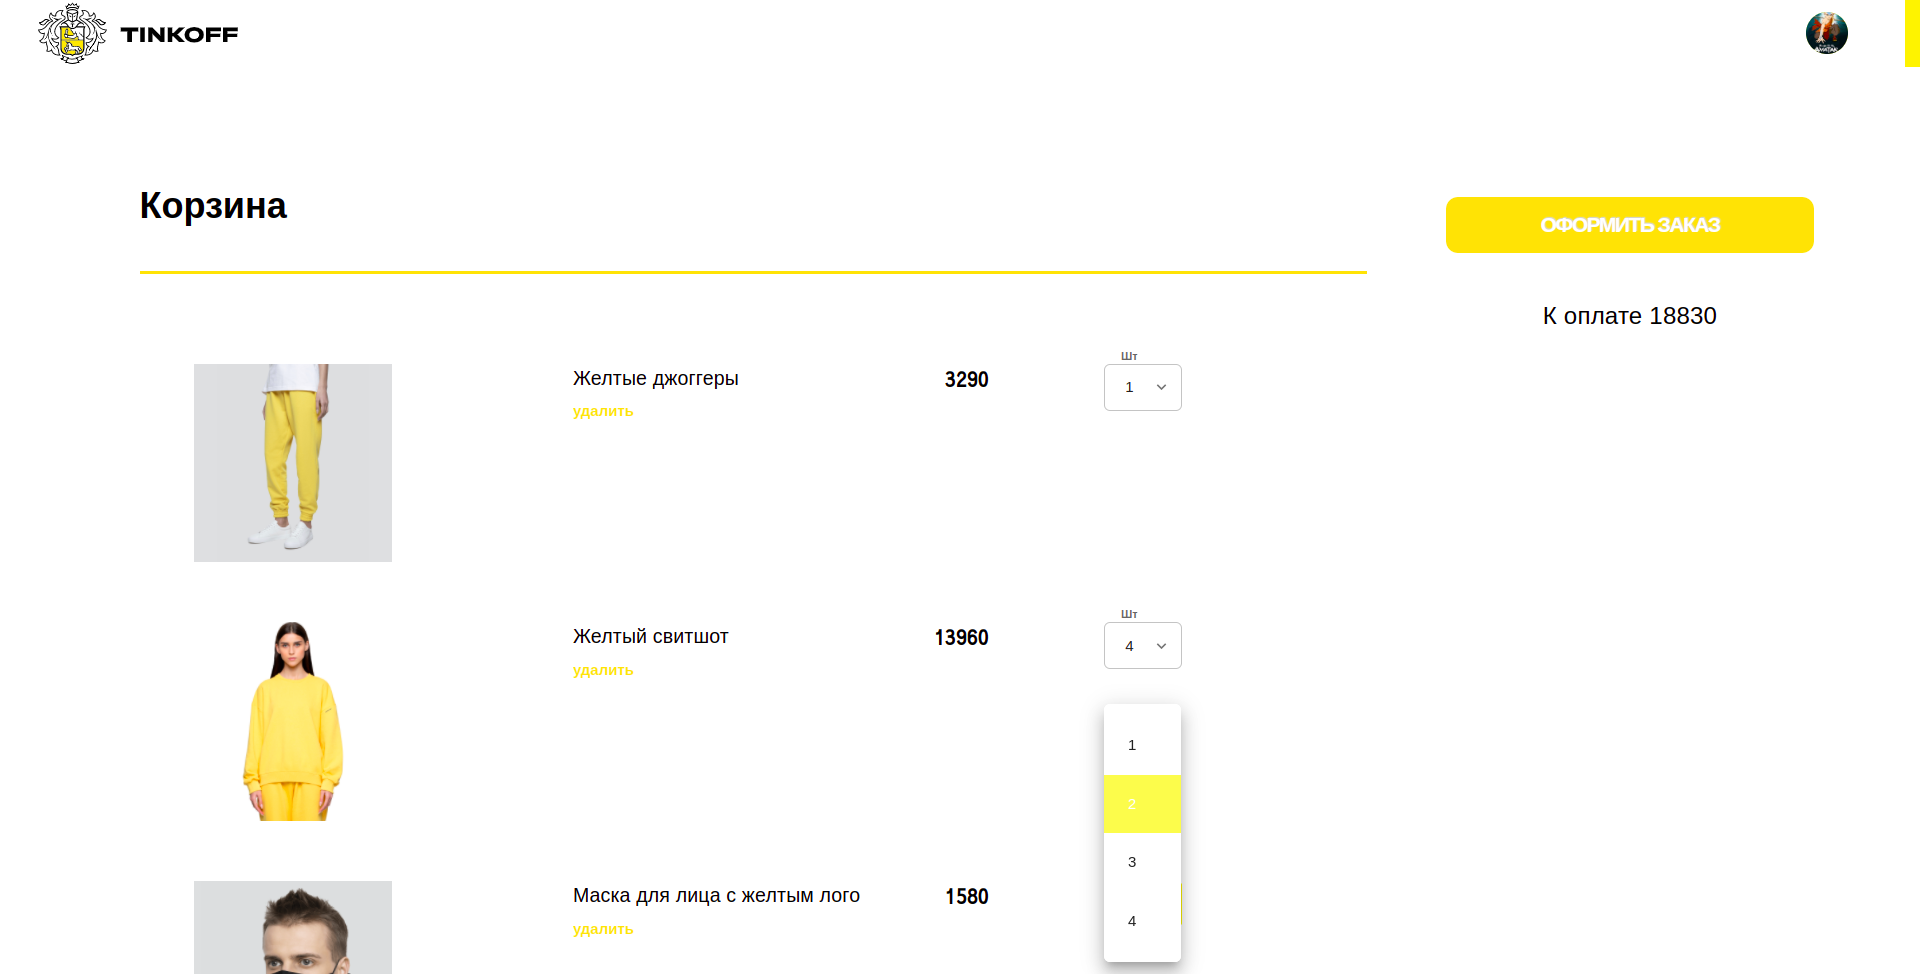 TINKOFF
Корзина
ОФОРМИТЬ ЗАКАЗ
К оплате 18830
Шт
Желтые джоггеры 3290 1
удалить
Шт
Желтый свитшот 13960 4
удалить
1
2
3
Маска для лица с желтым лого 1580
4
удалить